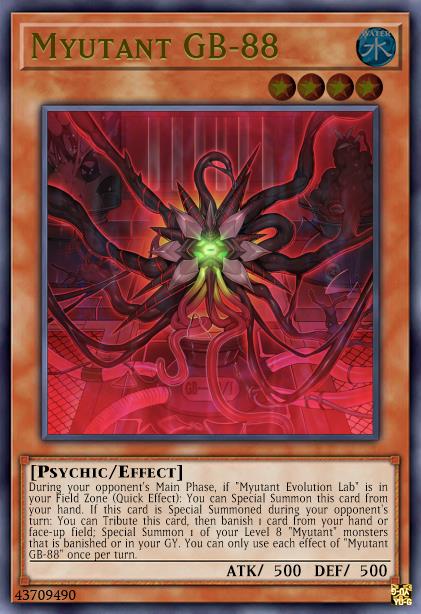 MYUTANT GB-88
WATER
水
GB-
[PSYCHIC/EFFECT]
During your opponent's Main Phase, if "Myutant Evolution Lab" is in
your Field Zone (Quick Effect): You can Special Summon this card from
your hand. If this card is Special Summoned during your opponent's
turn: You can Tribute this card, then banish 1 card from your hand or
face-up field; Special Summon 1 of your Level 8 "Myutant" monsters
that is banished or in your GY. You can only use each effect of "Myutant
GB-88" once per turn.
ATK/ 500 DEF/ 500
43709490